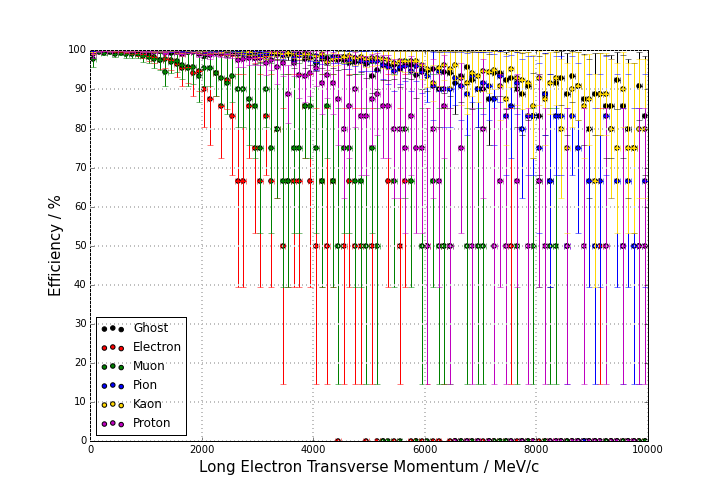 100
90
80
70
60
50
40
30
20
10
0
Efficiency / %
Ghost
Electron
Muon
Pion
Kaon
Proton
0 2000 4000 6000 8000 10000
Long Electron Transverse Momentum / MeV/c